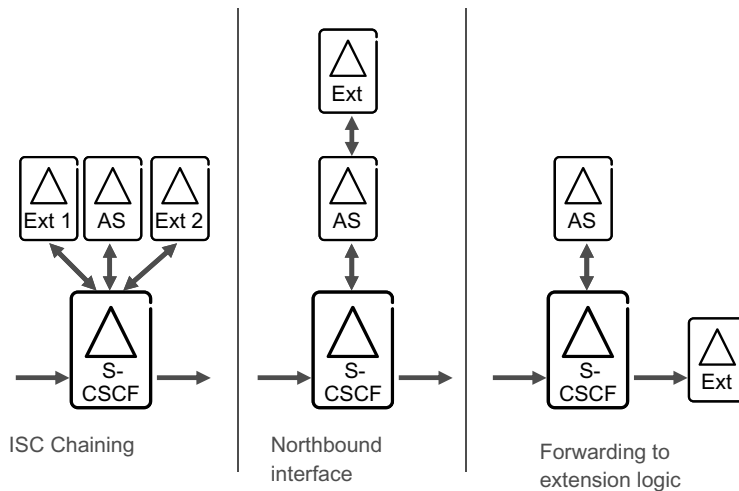 Ext 1
AS
Ext 2
S-
CSCF
ISC Chaining
Ext
AS
S-
CSCF
Northbound
interface
AS
S-
CSCF
Ext
Forwarding to
extension logic